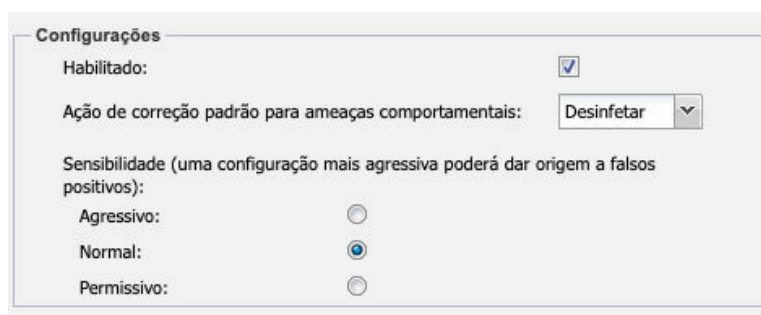 Configurações
Habilitado:
Ação de correção padrão para ameaças comportamentais: Desinfetar
Sensibilidade (uma configuração mais agressiva poderá dar origem a falsos
positivos):
Agressivo:
Normal:
Permissivo: